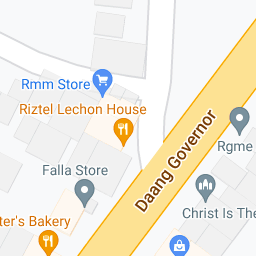 Rmm Store
Riztel Lechon House
Daang Governor
Rgme
Falla Store
Christ Is The
ter's Bakery